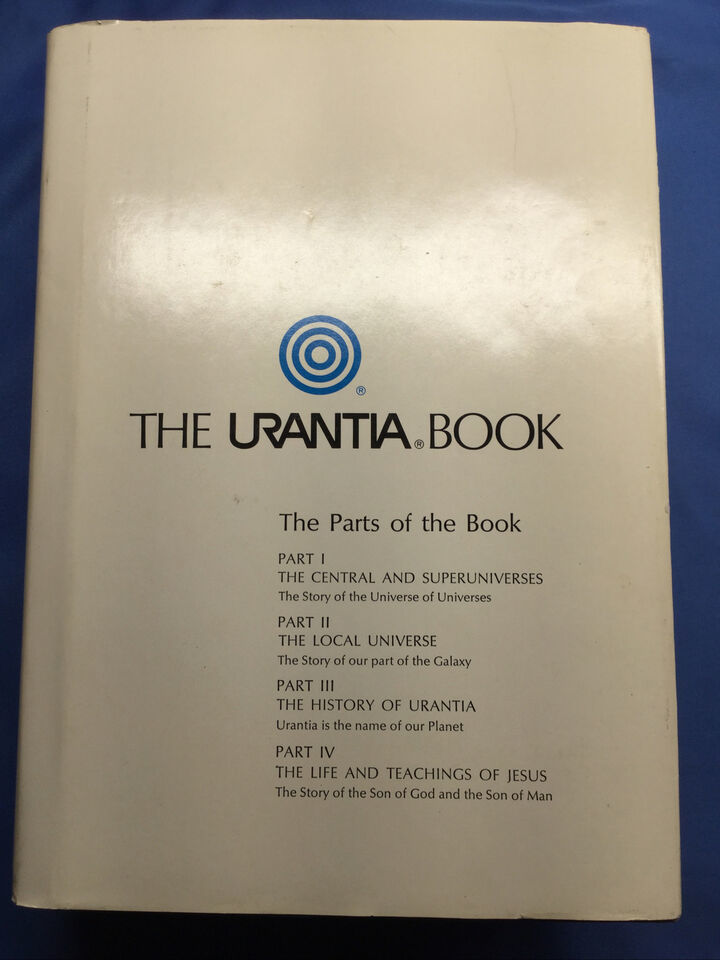 ®
THE URANTIA® BOOK
The Parts of the Book
PART I
THE CENTRAL AND SUPERUNIVERSES
The Story of the Universe of Universes
PART II
THE LOCAL UNIVERSE
The Story of our part of the Galaxy
PART III
THE HISTORY OF URANTIA
Urantia is the name of our Planet
PART IV
THE LIFE AND TEACHINGS OF JESUS
The Story of the Son of God and the Son of Man